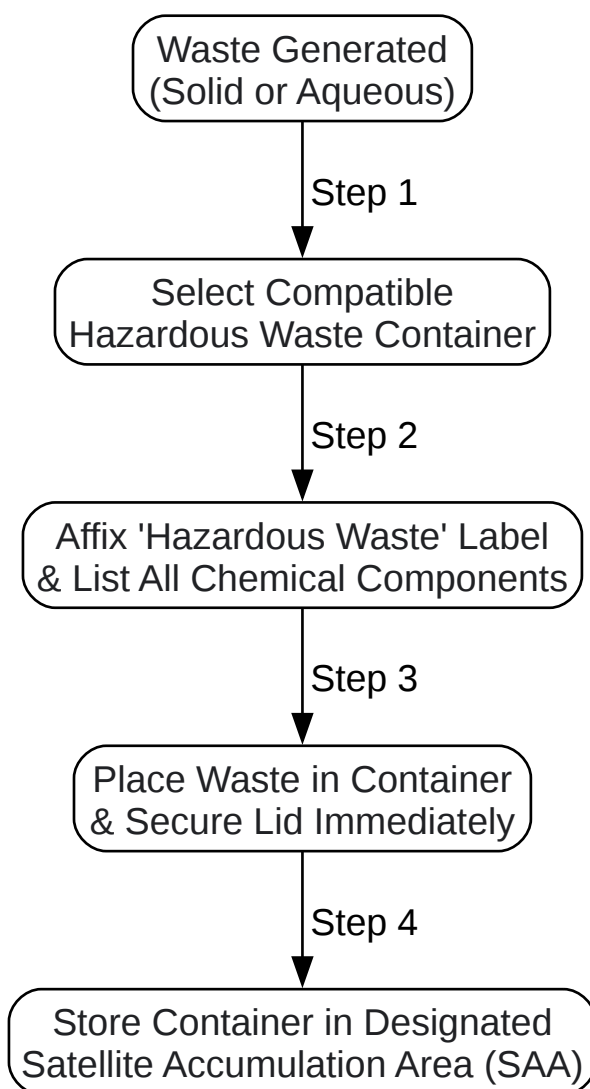 Waste Generated
(Solid or Aqueous)
Step 1
Select Compatible
Hazardous Waste Container
Step 2
Affix 'Hazardous Waste' Label
& List All Chemical Components
Step 3
Place Waste in Container
& Secure Lid Immediately
Step 4
Store Container in Designated
Satellite Accumulation Area (SAA)